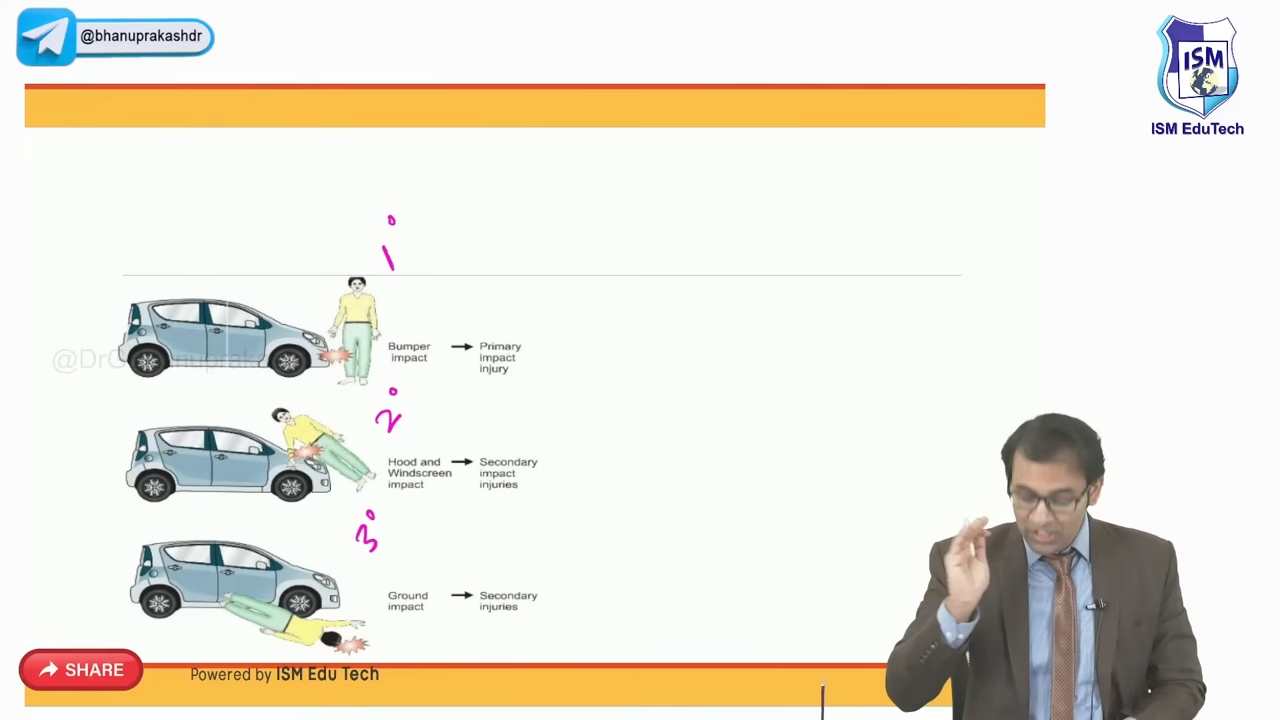 @bhanuprakashdr
ISM
ISM EduTech
1°
Bumper impact → Primary impact injury
2°
Hood and Windscreen impact → Secondary impact injuries
3°
Ground impact → Secondary injuries
SHARE
Powered by ISM Edu Tech